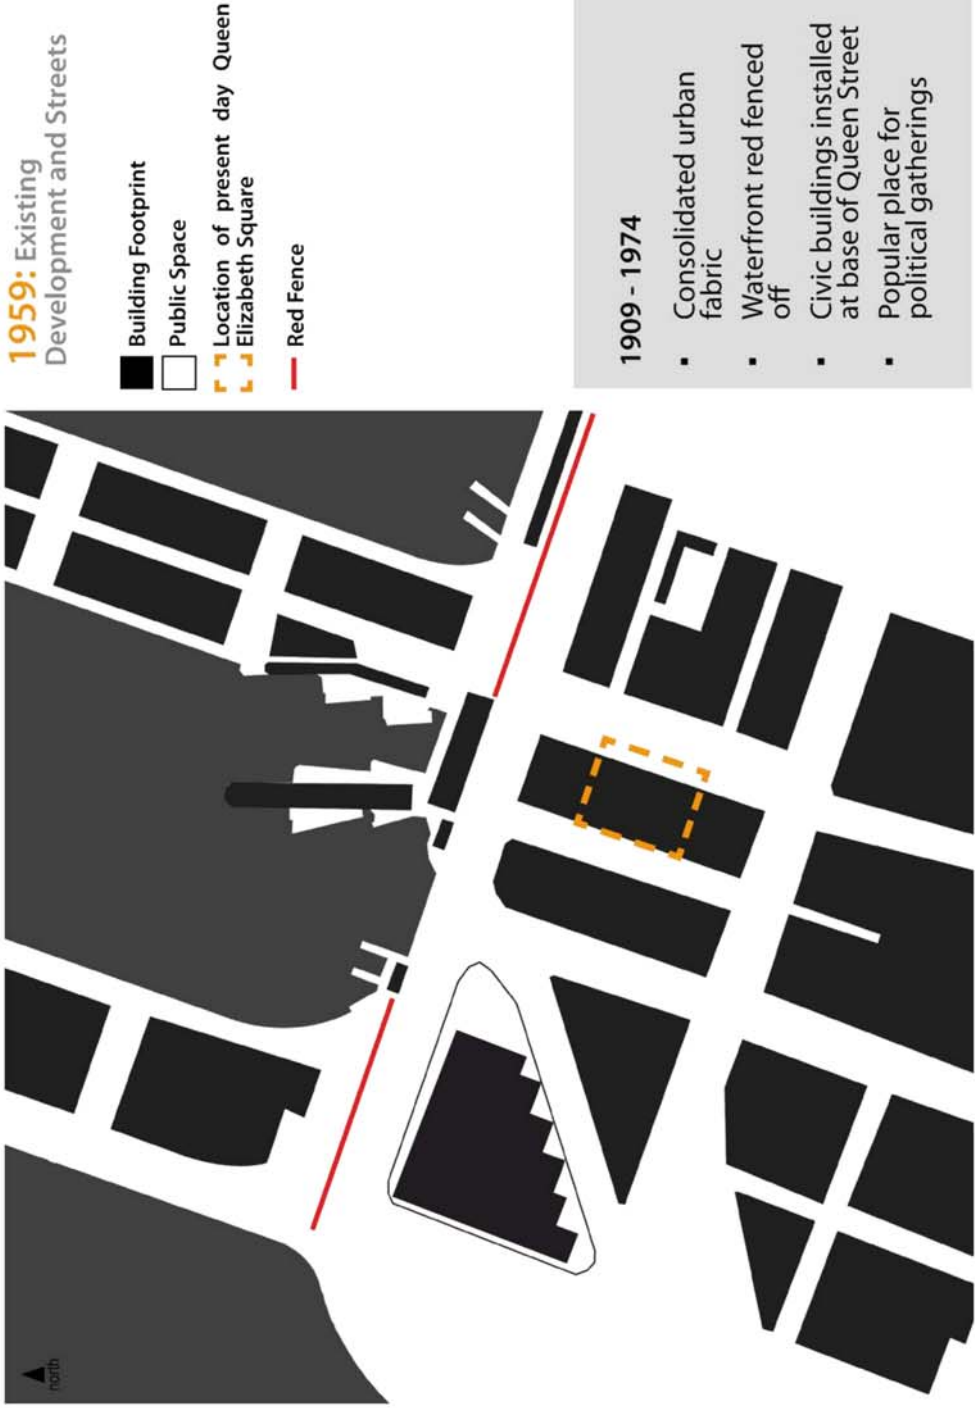 1959: Existing
Development and Streets
Building Footprint
Public Space
Location of present day Queen
Elizabeth Square
Red Fence
1909 - 1974
▪ Consolidated urban
fabric
▪ Waterfront red fenced
off
▪ Civic buildings installed
at base of Queen Street
▪ Popular place for
political gatherings
north